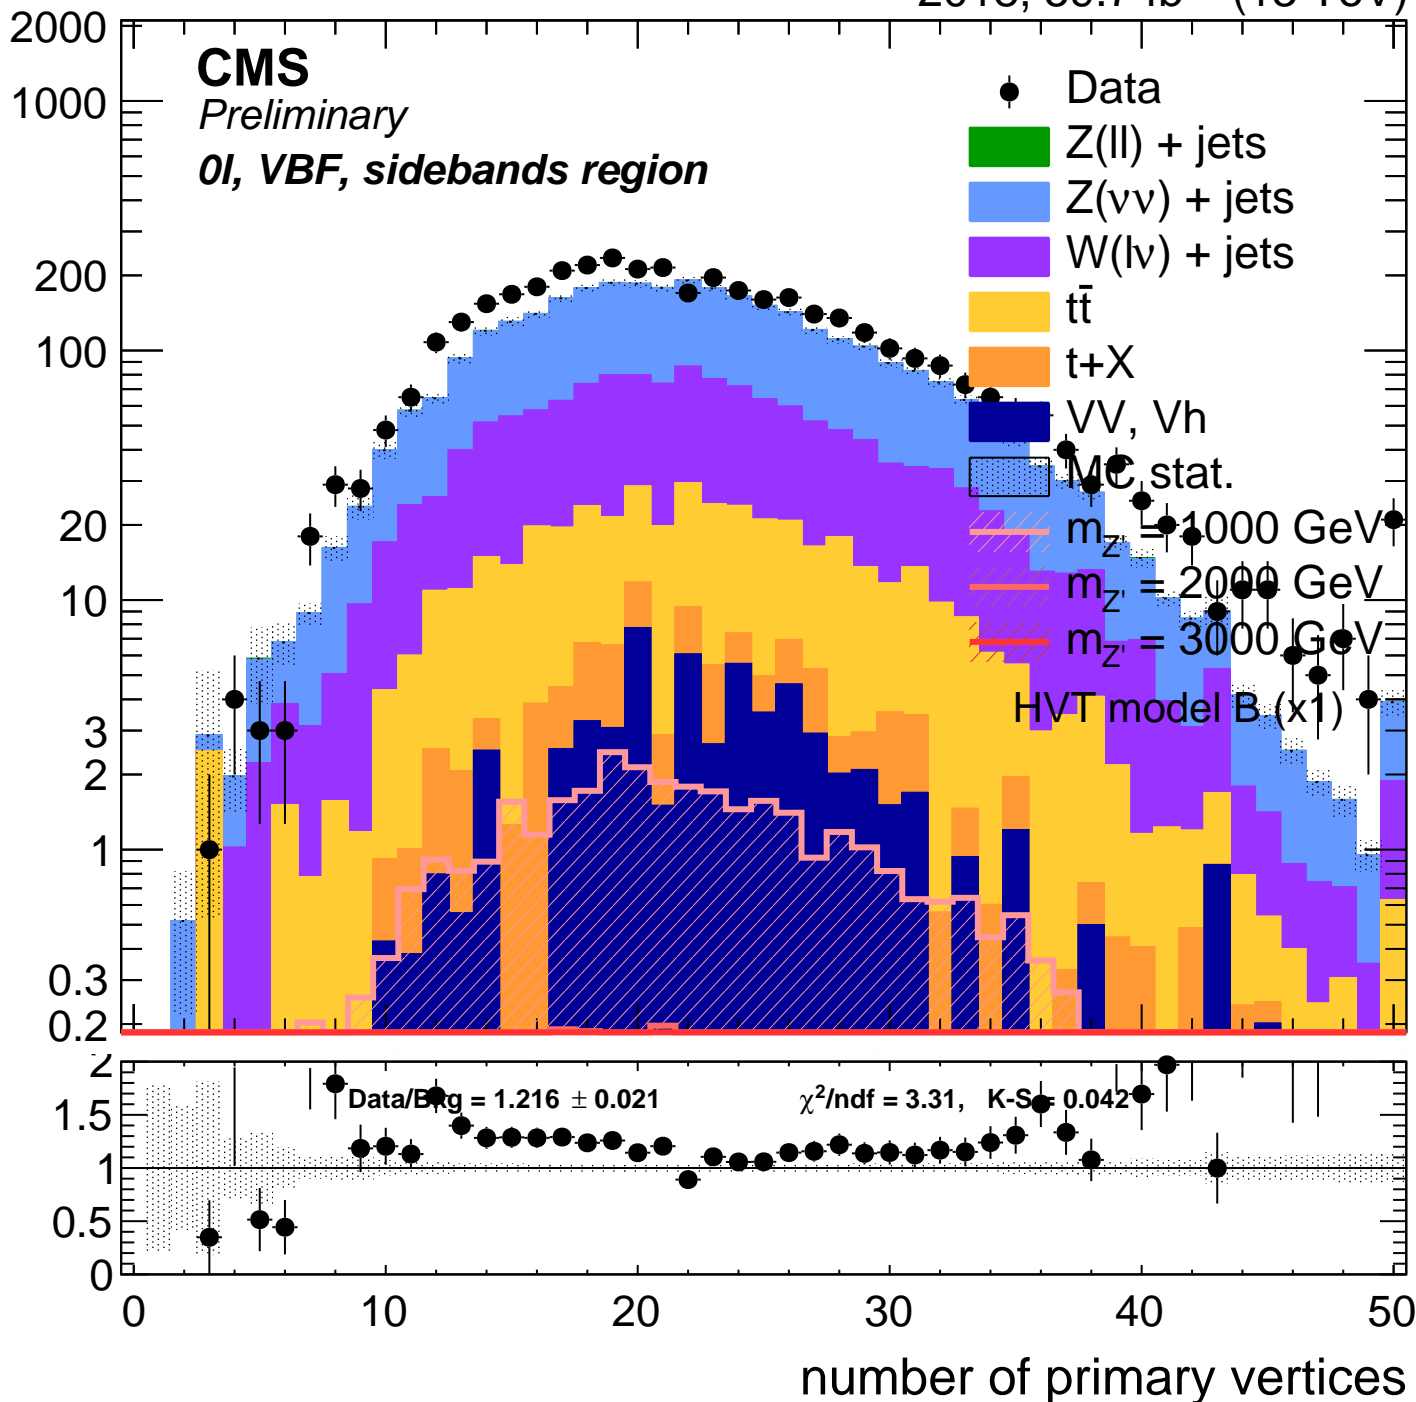 CMS
Preliminary
0l, VBF, sidebands region
Data
Z(ll) + jets
Z(νν) + jets
W(lν) + jets
tt̄
t+X
VV, Vh
MC stat.
m_Z' = 1000 GeV
m_Z' = 2000 GeV
m_Z' = 3000 GeV
HVT model B (x1)
2000
1000
200
100
20
10
3
2
1
0.3
0.2
Data/Bkg = 1.216 ± 0.021 χ²/ndf = 3.31, K-S = 0.042
2
1.5
1
0.5
0
0 10 20 30 40 50
number of primary vertices